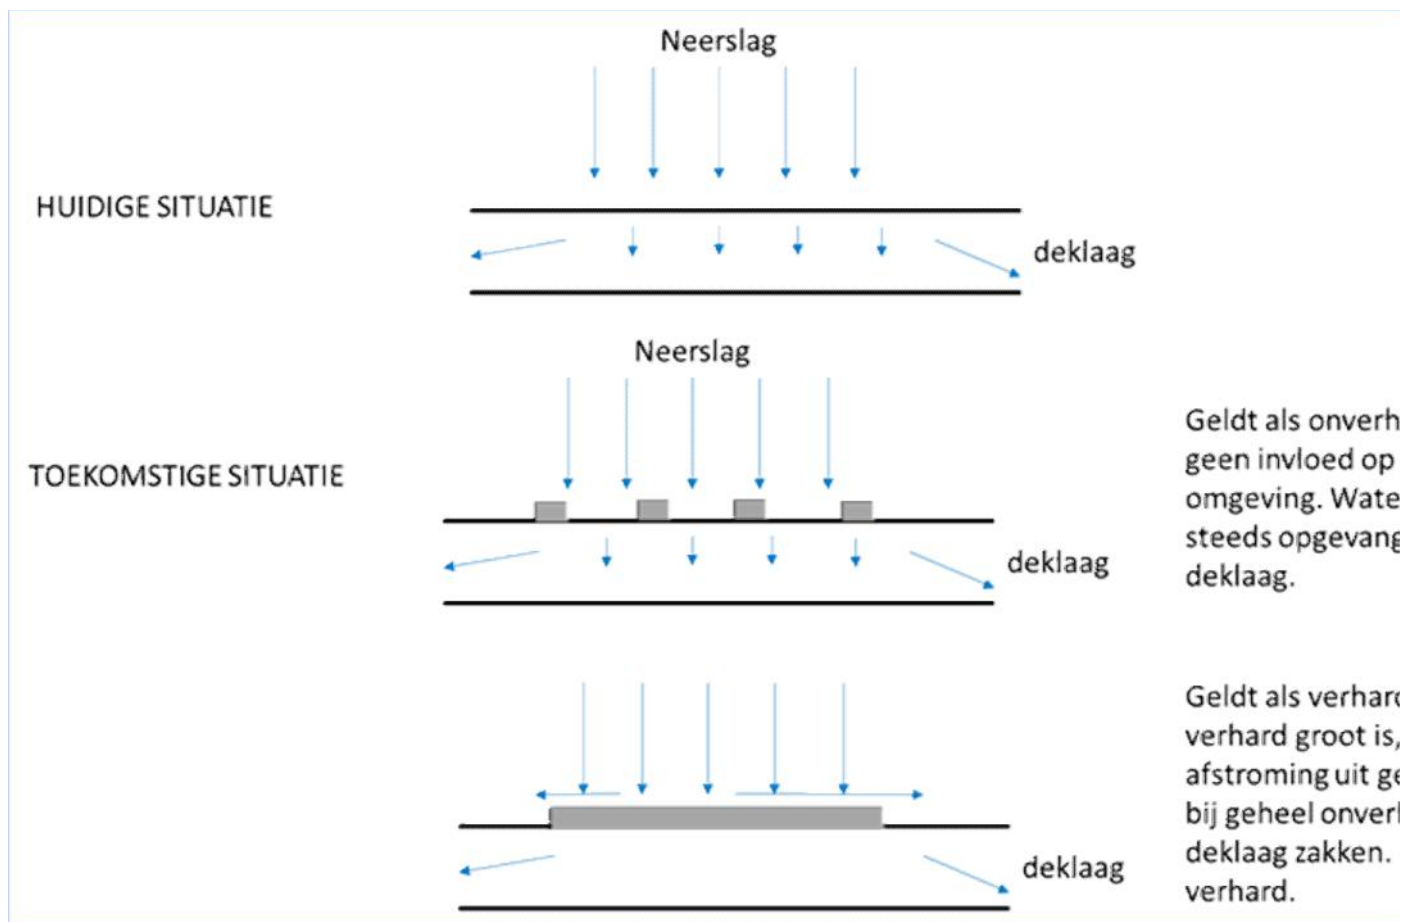 Neerslag
HUIDIGE SITUATIE
deklaag
Neerslag
TOEKOMSTIGE SITUATIE
deklaag
Geldt als onverh
geen invloed op
omgeving. Wate
steeds opgevang
deklaag.
Geldt als verhard
verhard groot is,
afstroming uit ge
bij geheel onverh
deklaag zakken.
verhard.
deklaag